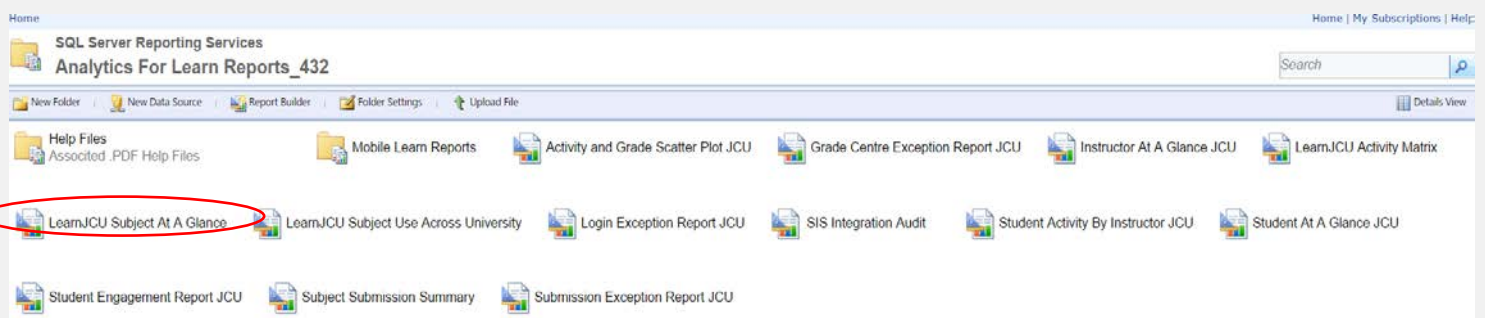 Home
Home | My Subscriptions | Help
SQL Server Reporting Services
Analytics For Learn Reports_432
Search
New Folder | New Data Source | Report Builder | Folder Settings | Upload File
Details View
Help Files
Associted .PDF Help Files
Mobile Learn Reports
Activity and Grade Scatter Plot JCU
Grade Centre Exception Report JCU
Instructor At A Glance JCU
LearnJCU Activity Matrix
LearnJCU Subject At A Glance
LearnJCU Subject Use Across University
Login Exception Report JCU
SIS Integration Audit
Student Activity By Instructor JCU
Student At A Glance JCU
Student Engagement Report JCU
Subject Submission Summary
Submission Exception Report JCU